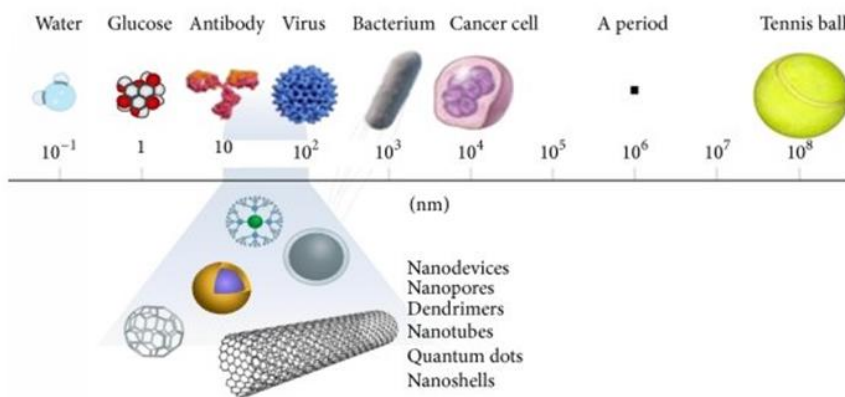 Water Glucose Antibody Virus Bacterium Cancer cell A period Tennis ball
10⁻¹ 1 10 10² 10³ 10⁴ 10⁵ 10⁶ 10⁷ 10⁸
(nm)
Nanodevices
Nanopores
Dendrimers
Nanotubes
Quantum dots
Nanoshells